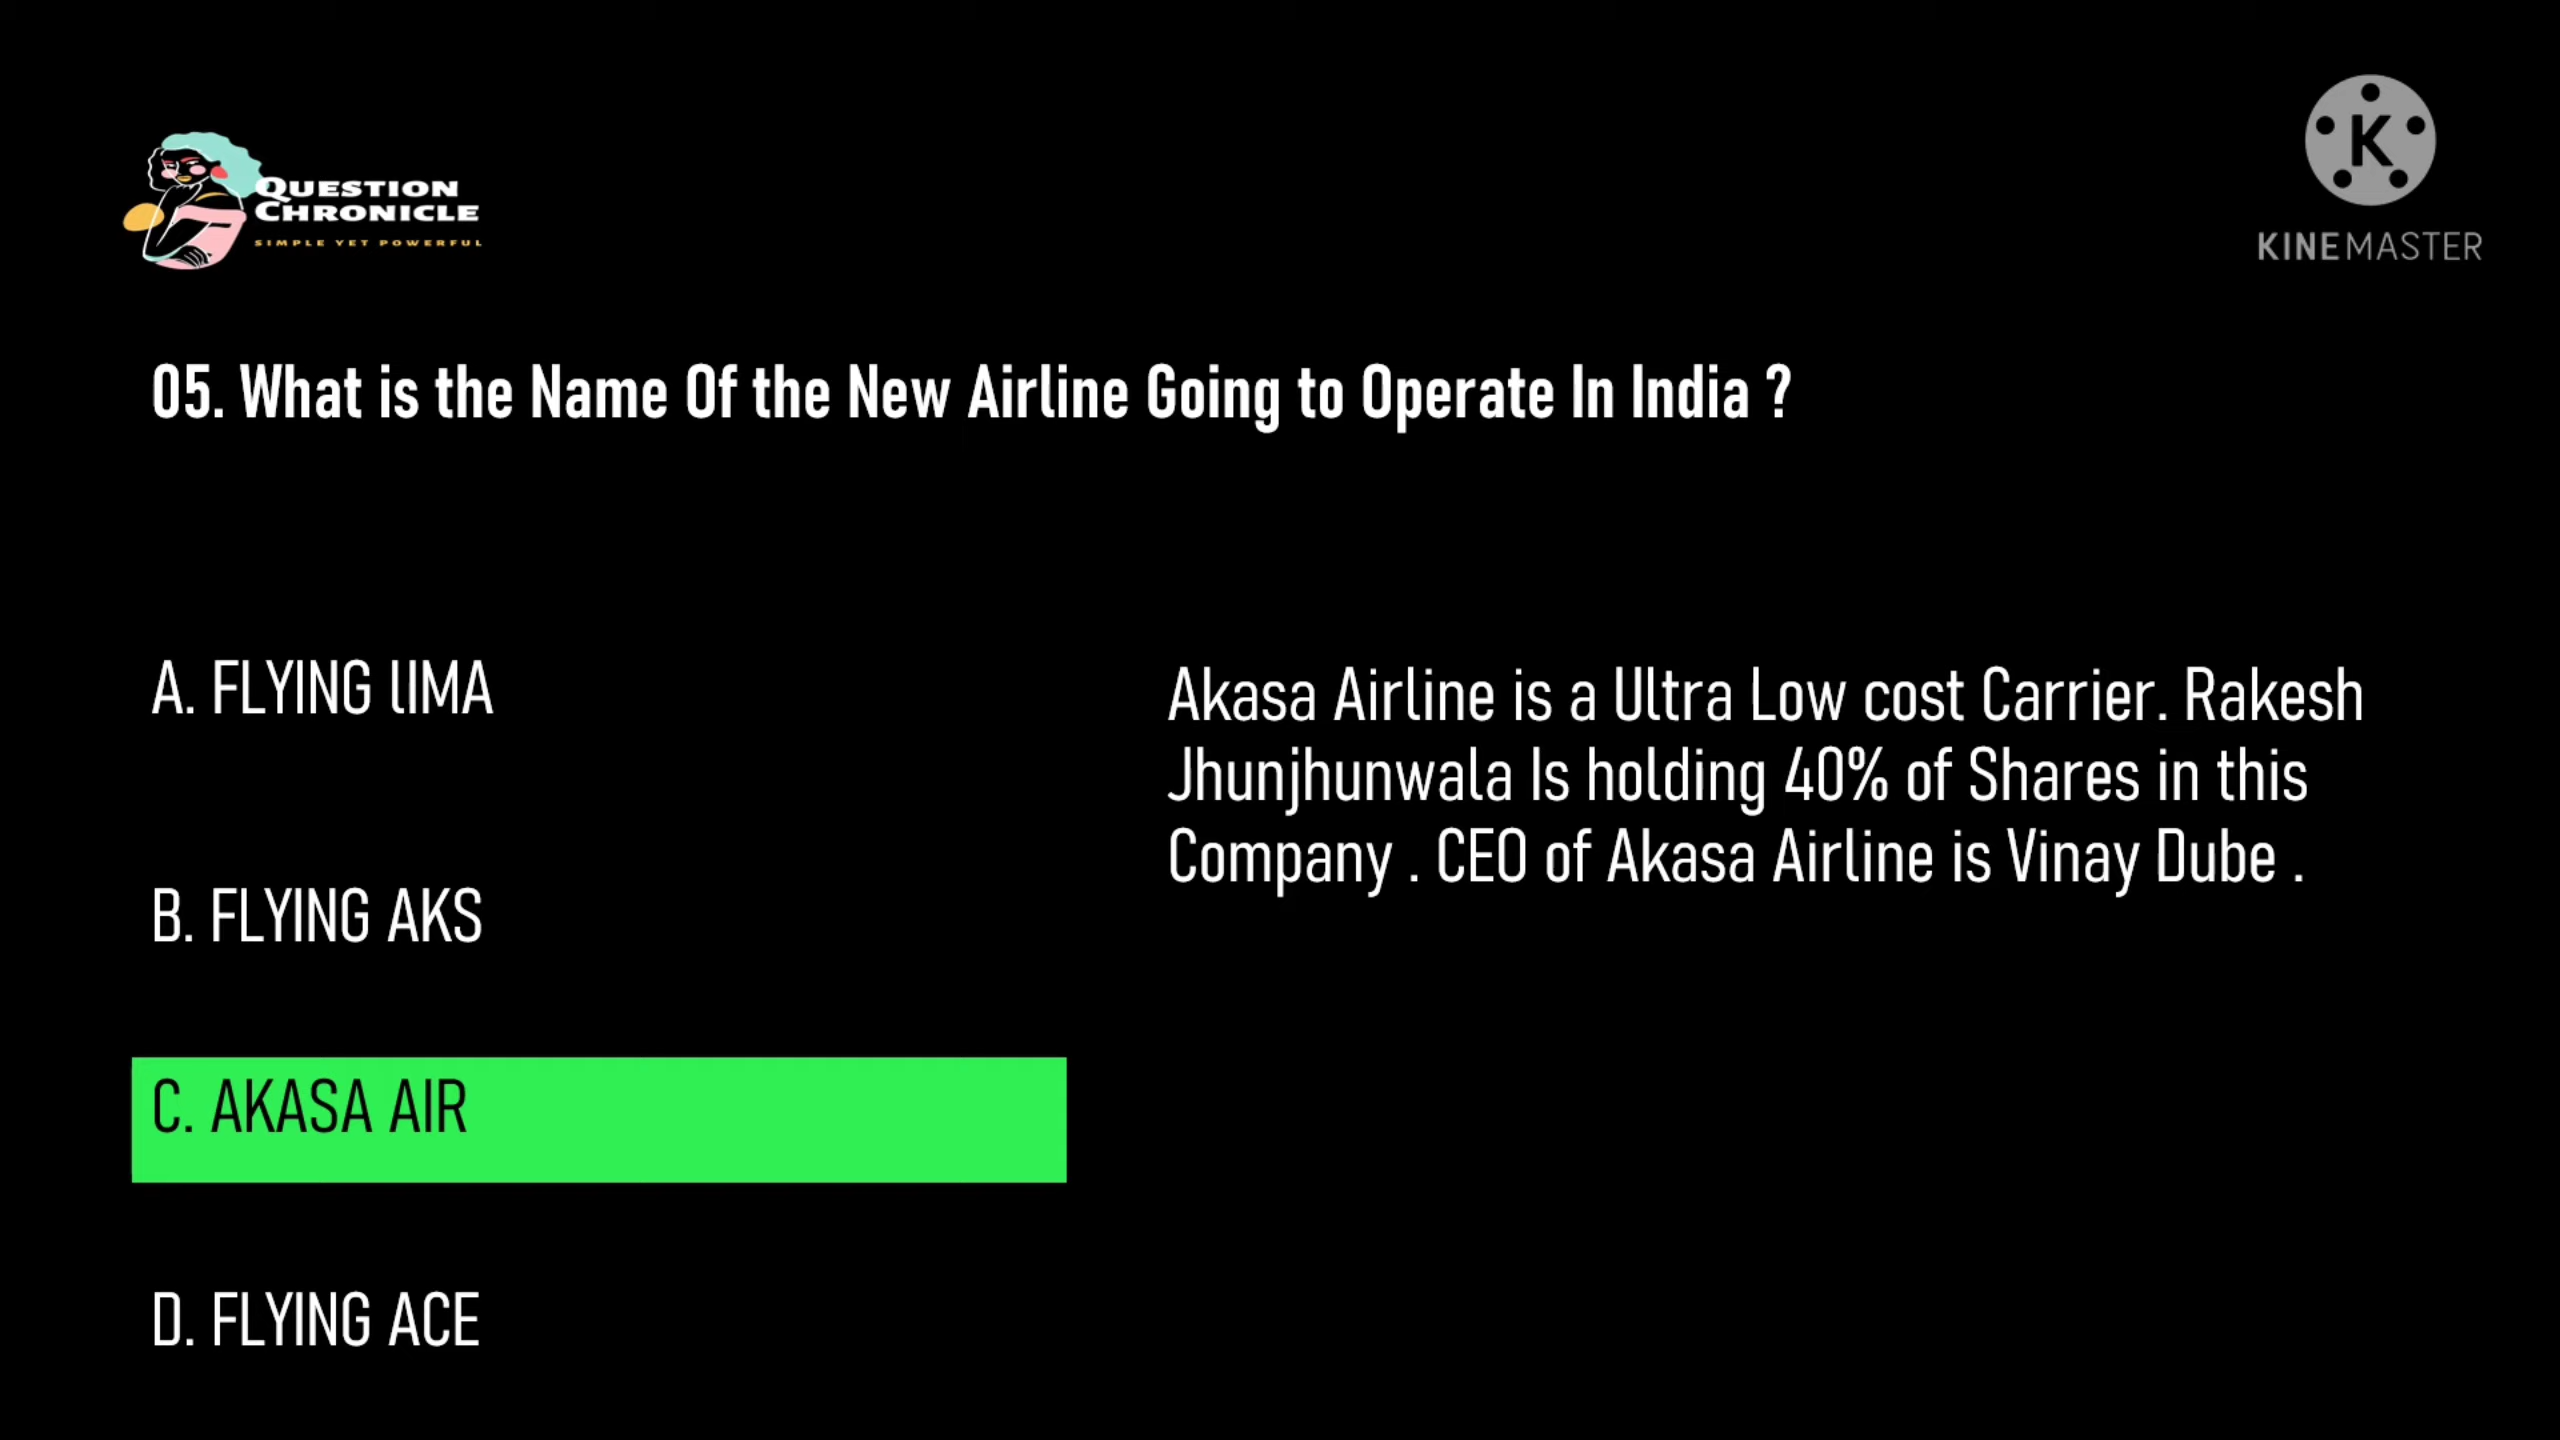 QUESTION
CHRONICLE
SIMPLE YET POWERFUL
K
KINEMASTER
05. What is the Name Of the New Airline Going to Operate In India ?
A. FLYING lIMA
Akasa Airline is a Ultra Low cost Carrier. Rakesh
Jhunjhunwala Is holding 40% of Shares in this
Company . CEO of Akasa Airline is Vinay Dube .
B. FLYING AKS
C. AKASA AIR
D. FLYING ACE